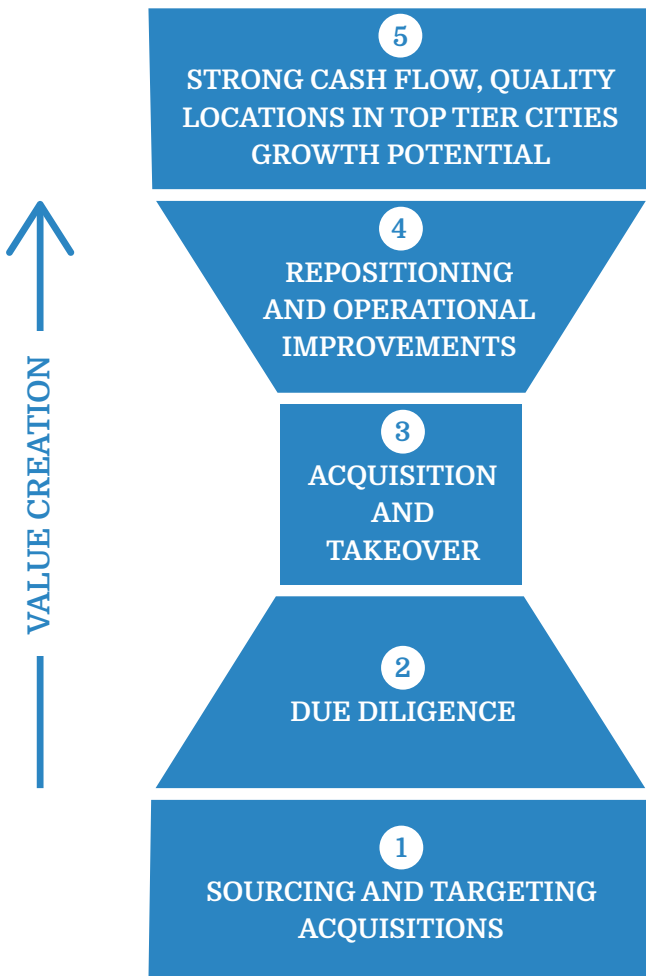 5
STRONG CASH FLOW, QUALITY
LOCATIONS IN TOP TIER CITIES
GROWTH POTENTIAL
4
REPOSITIONING
AND OPERATIONAL
IMPROVEMENTS
3
ACQUISITION
AND
TAKEOVER
2
DUE DILIGENCE
1
SOURCING AND TARGETING
ACQUISITIONS
VALUE CREATION